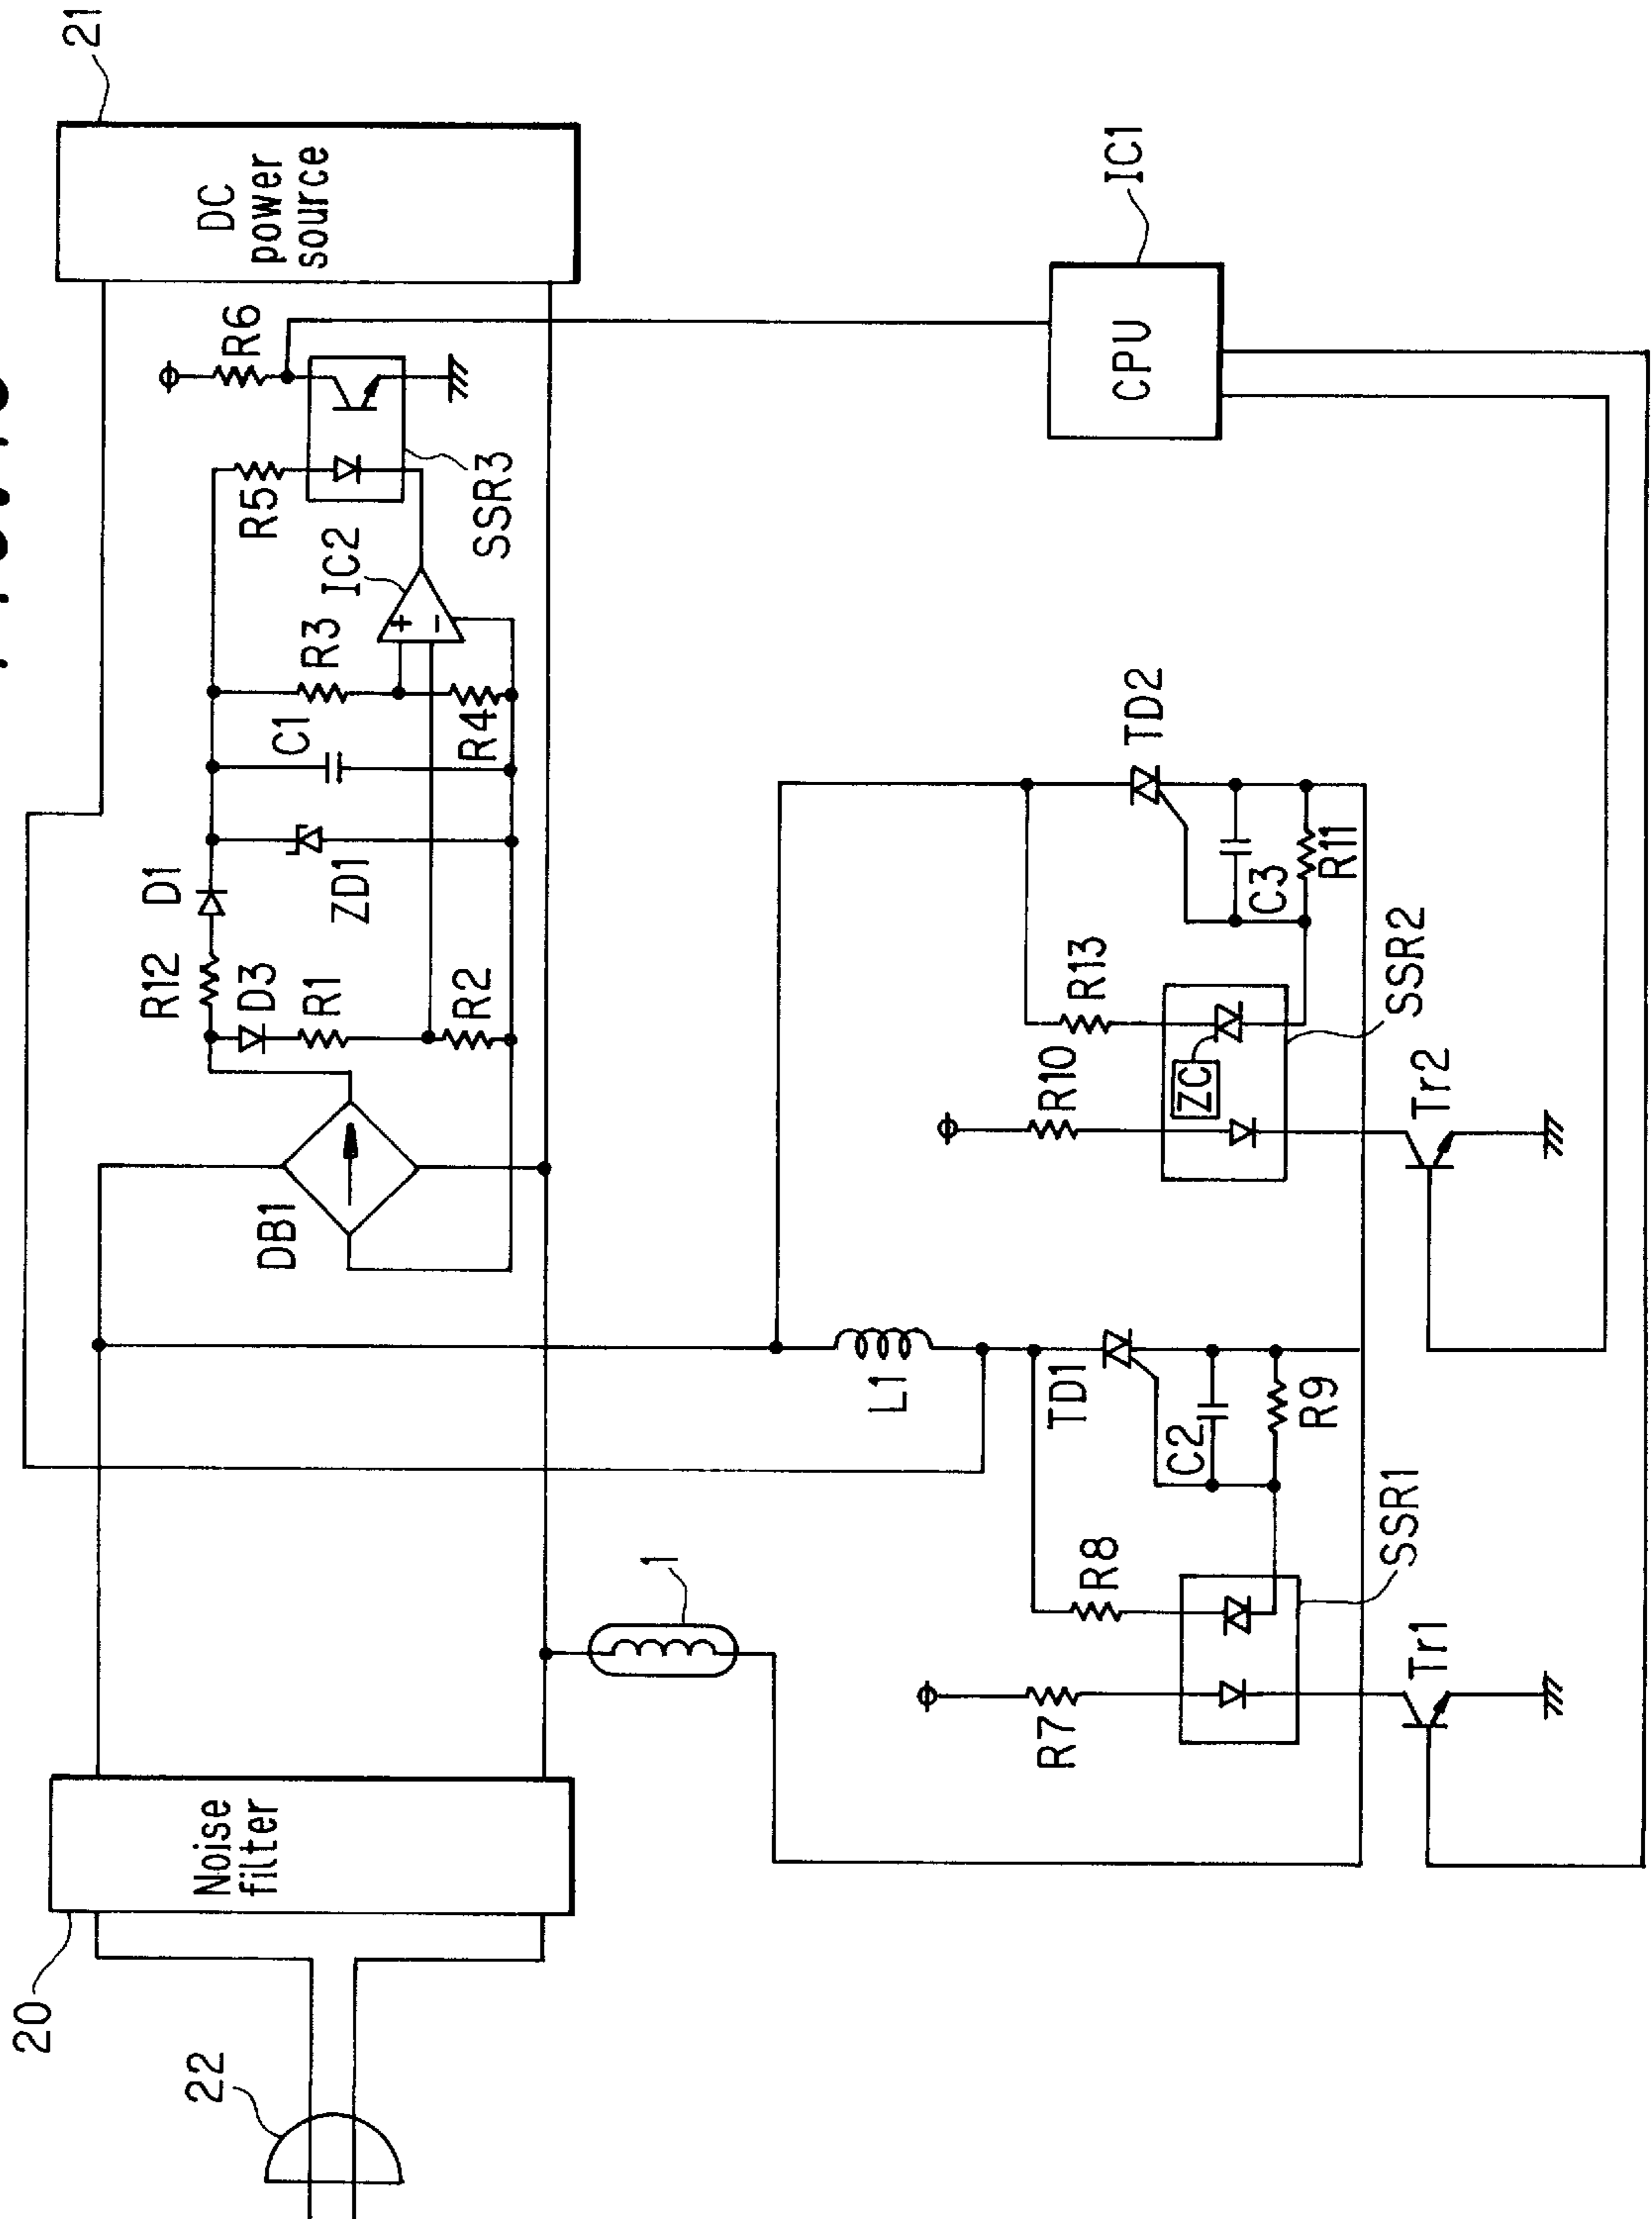 21
DC
power
source
R6
R5
SSR3
IC2
R3
R4
C1
ZD1
D1
R12
D3
R1
R2
DB1
IC1
CPU
TD2
C3
R11
R13
R10
ZC
SSR2
Tr2
L1
TD1
C2
R9
R8
R7
SSR1
Tr1
1
Noise
filter
20
22
+
-